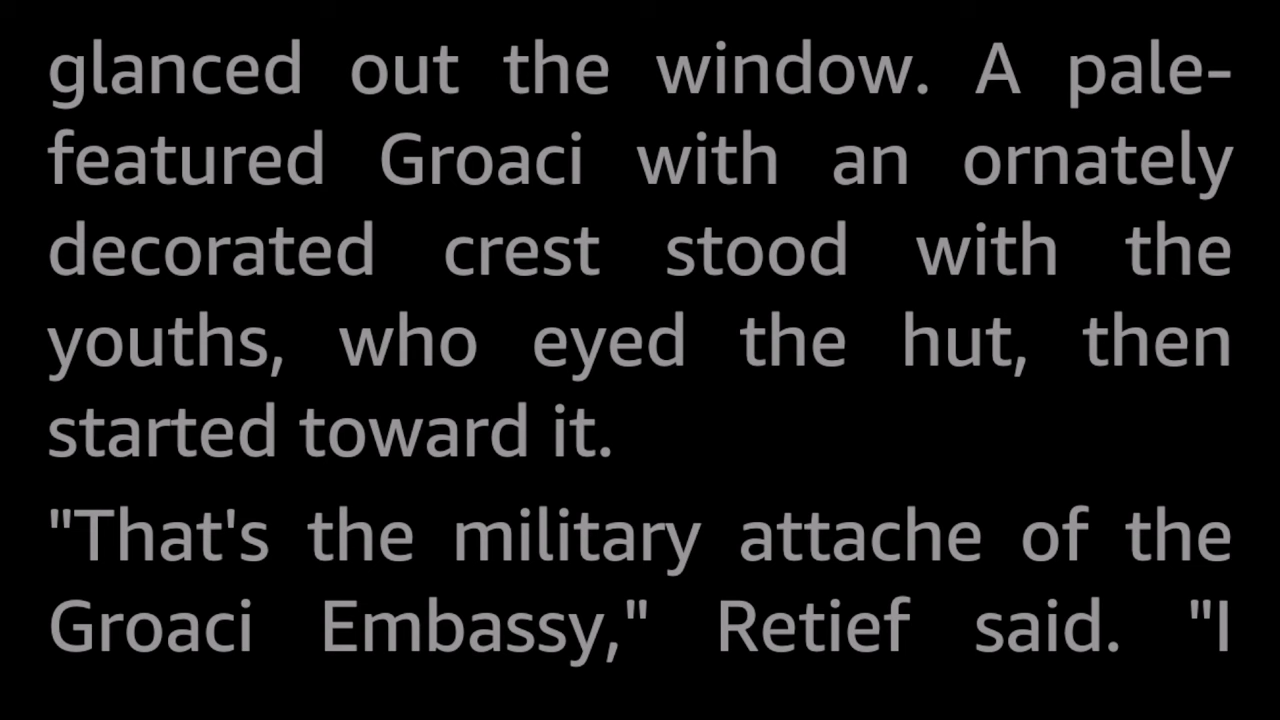 glanced out the window. A pale-
featured Groaci with an ornately
decorated crest stood with the
youths, who eyed the hut, then
started toward it.
"That's the military attache of the
Groaci Embassy," Retief said. "I